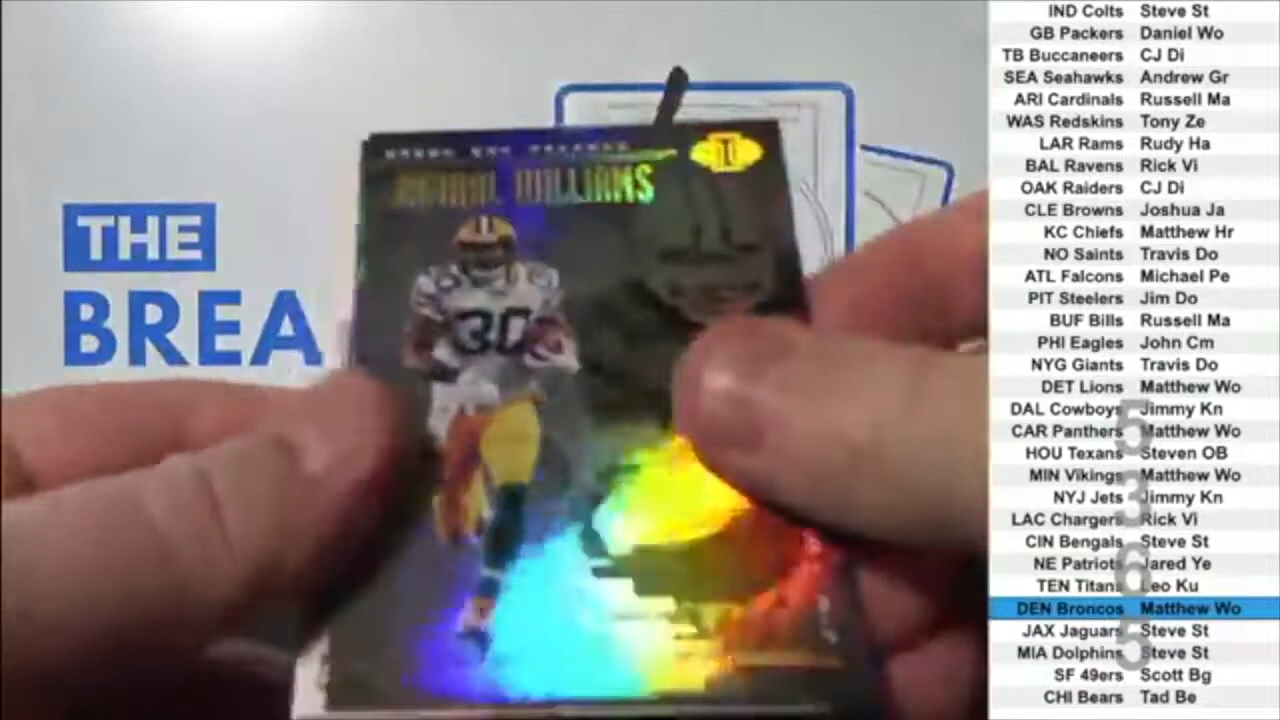 THE
BREA
WILLIAMS
30
IND Colts Steve St
GB Packers Daniel Wo
TB Buccaneers CJ Di
SEA Seahawks Andrew Gr
ARI Cardinals Russell Ma
WAS Redskins Tony Ze
LAR Rams Rudy Ha
BAL Ravens Rick Vi
OAK Raiders CJ Di
CLE Browns Joshua Ja
KC Chiefs Matthew Hr
NO Saints Travis Do
ATL Falcons Michael Pe
PIT Steelers Jim Do
BUF Bills Russell Ma
PHI Eagles John Cm
NYG Giants Travis Do
DET Lions Matthew Wo
DAL Cowboys Jimmy Kn
CAR Panthers Matthew Wo
HOU Texans Steven OB
MIN Vikings Matthew Wo
NYJ Jets Jimmy Kn
LAC Chargers Rick Vi
CIN Bengals Steve St
NE Patriots Jared Ye
TEN Titans Leo Ku
DEN Broncos Matthew Wo
JAX Jaguars Steve St
MIA Dolphins Steve St
SF 49ers Scott Bg
CHI Bears Tad Be